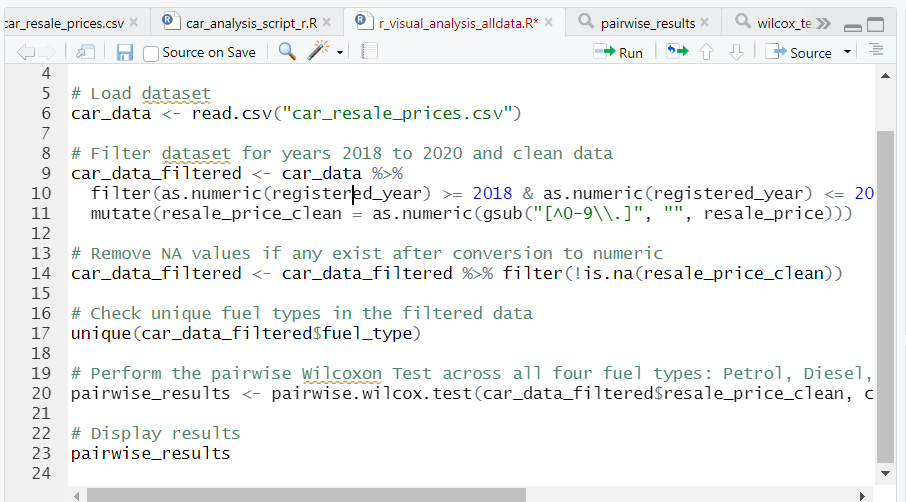 car_resale_prices.csv
car_analysis_script_r.R
r_visual_analysis_alldata.R*
pairwise_results
wilcox_te
Source on Save
Run
Source
4
5 # Load dataset
6 car_data <- read.csv("car_resale_prices.csv")
7
8 # Filter dataset for years 2018 to 2020 and clean data
9 car_data_filtered <- car_data %>%
10 filter(as.numeric(registered_year) >= 2018 & as.numeric(registered_year) <= 20
11 mutate(resale_price_clean = as.numeric(gsub("[^0-9\\.]", "", resale_price)))
12
13 # Remove NA values if any exist after conversion to numeric
14 car_data_filtered <- car_data_filtered %>% filter(!is.na(resale_price_clean))
15
16 # Check unique fuel types in the filtered data
17 unique(car_data_filtered$fuel_type)
18
19 # Perform the pairwise Wilcoxon Test across all four fuel types: Petrol, Diesel,
20 pairwise_results <- pairwise.wilcox.test(car_data_filtered$resale_price_clean, c
21
22 # Display results
23 pairwise_results
24